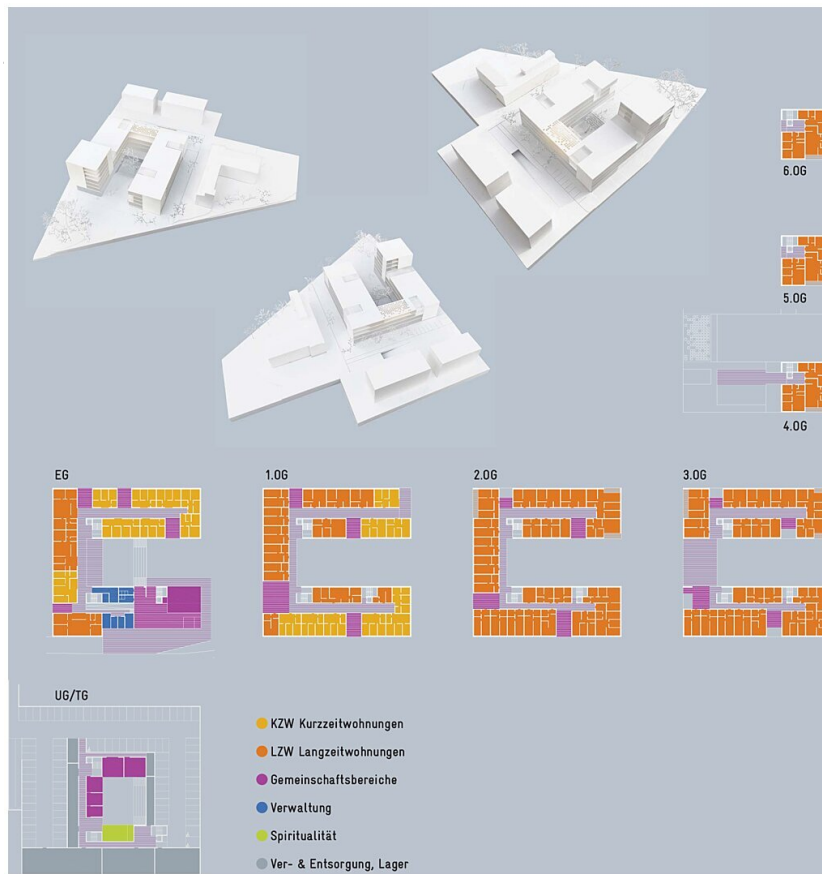 6.OG
5.OG
4.OG
EG
1.OG
2.OG
3.OG
UG/TG
KZW Kurzzeitwohnungen
LZW Langzeitwohnungen
Gemeinschaftsbereiche
Verwaltung
Spiritualität
Ver- & Entsorgung, Lager